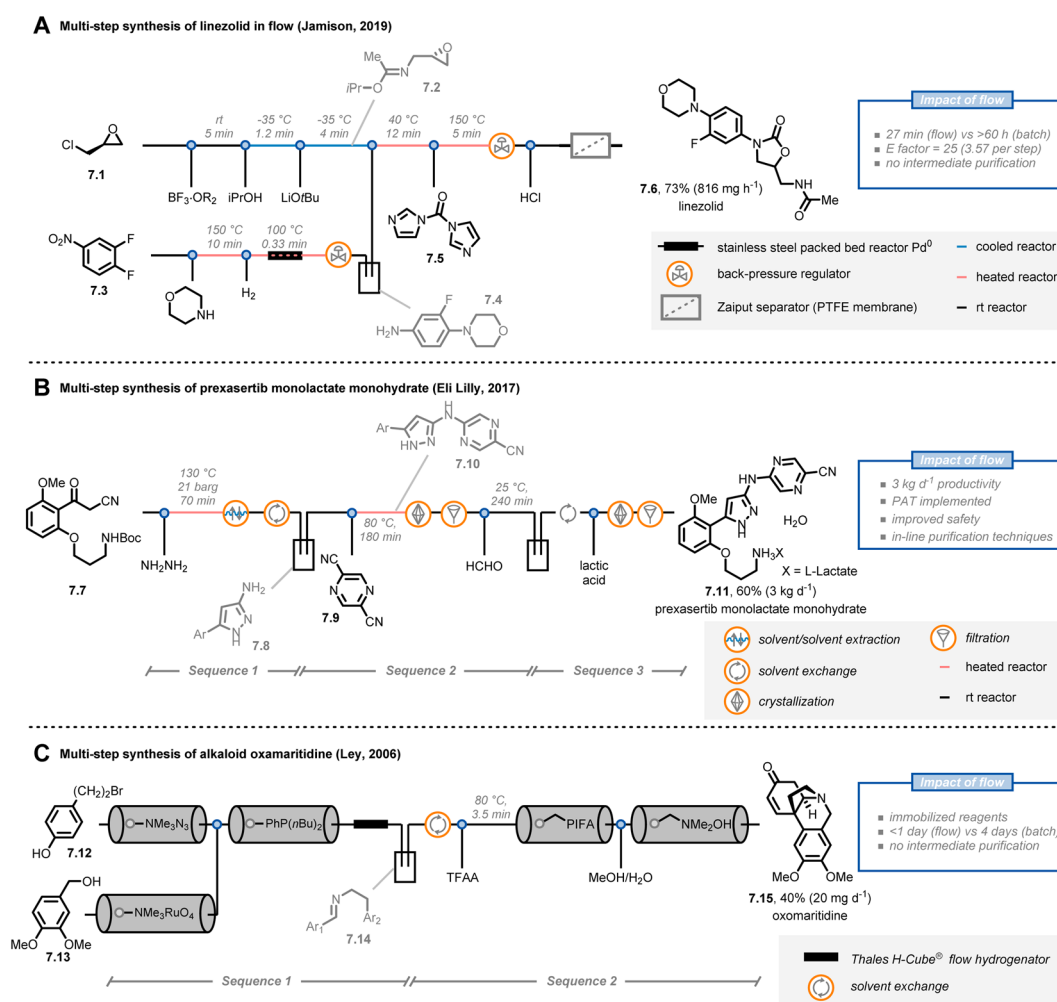 A Multi-step synthesis of linezolid in flow (Jamison, 2019)
Me
O
N
iPr O
7.2
Cl
O
7.1
rt
5 min
-35 °C
1.2 min
-35 °C
4 min
40 °C
12 min
150 °C
5 min
BF3·OR2
iPrOH
LiOtBu
HCl
O
N N
N N
7.5
O2N
F
F
7.3
150 °C
10 min
100 °C
0.33 min
O
N
H
H2
F
7.4
H2N
N
O
O
N
F
N
O
O
HN
O
Me
7.6, 73% (816 mg h-1)
linezolid
Impact of flow
27 min (flow) vs >60 h (batch)
E factor = 25 (3.57 per step)
no intermediate purification
stainless steel packed bed reactor Pd0
cooled reactor
back-pressure regulator
heated reactor
Zaiput separator (PTFE membrane)
rt reactor
B Multi-step synthesis of prexasertib monolactate monohydrate (Eli Lilly, 2017)
H
N
N
Ar
HN N
N
CN
7.10
OMe
O
CN
O
NHBoc
7.7
130 °C
21 barg
70 min
80 °C,
180 min
25 °C,
240 min
NH2NH2
HCHO
lactic
acid
NH2
Ar
N
N
H
7.8
CN
N
N
CN
7.9
N
CN
HN
N
OMe
N
NH
H2O
O
NH3X
X = L-Lactate
7.11, 60% (3 kg d-1)
prexasertib monolactate monohydrate
Impact of flow
3 kg d-1 productivity
PAT implemented
improved safety
in-line purification techniques
Sequence 1
Sequence 2
Sequence 3
solvent/solvent extraction
filtration
solvent exchange
heated reactor
crystallization
rt reactor
C Multi-step synthesis of alkaloid oxamaritidine (Ley, 2006)
(CH2)2Br
HO
7.12
NMe3N3
PhP(nBu)2
80 °C,
3.5 min
PIFA
NMe2OH
TFAA
MeOH/H2O
OH
MeO
OMe
7.13
NMe3RuO4
N
Ar1
Ar2
7.14
O
N
H
MeO
OMe
7.15, 40% (20 mg d-1)
oxomaritidine
Impact of flow
immobilized reagents
<1 day (flow) vs 4 days (batch)
no intermediate purification
Sequence 1
Sequence 2
Thales H-Cube® flow hydrogenator
solvent exchange